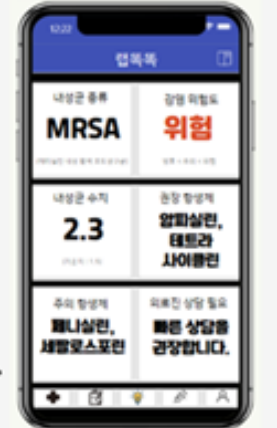 12:22
랩똑똑
내성균 종류
MRSA
감염 위험도
위험
내성균 수치
2.3
권장 항생제
암피실린,
테트라
사이클린
주의 항생제
페니실린,
세팔로스포린
의료진 상담 필요
빠른 상담을
권장합니다.